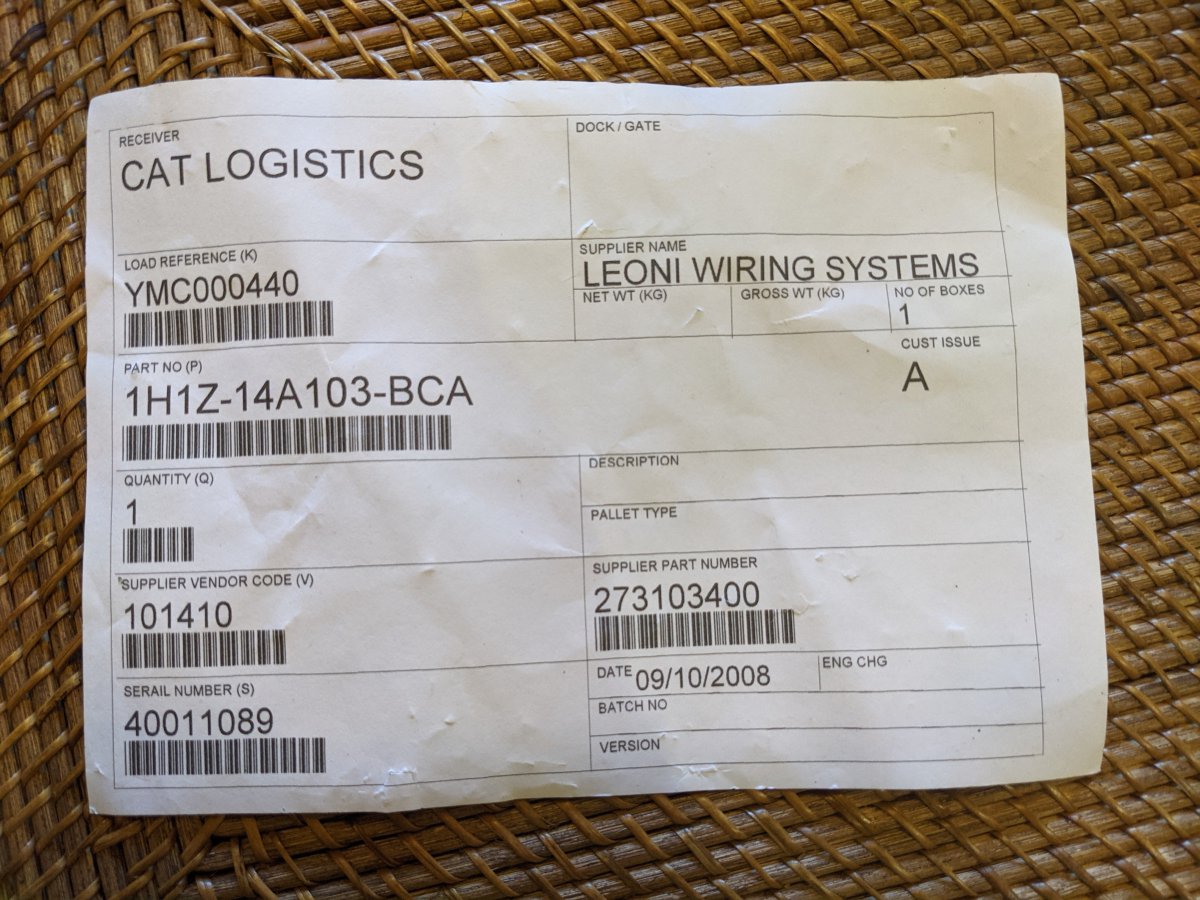 RECEIVER
CAT LOGISTICS
DOCK / GATE
LOAD REFERENCE (K)
YMC000440
SUPPLIER NAME
LEONI WIRING SYSTEMS
NET WT (KG)
GROSS WT (KG)
NO OF BOXES
1
PART NO (P)
1H1Z-14A103-BCA
CUST ISSUE
A
QUANTITY (Q)
1
DESCRIPTION
PALLET TYPE
SUPPLIER VENDOR CODE (V)
101410
SUPPLIER PART NUMBER
273103400
SERAIL NUMBER (S)
40011089
DATE 09/10/2008
ENG CHG
BATCH NO
VERSION